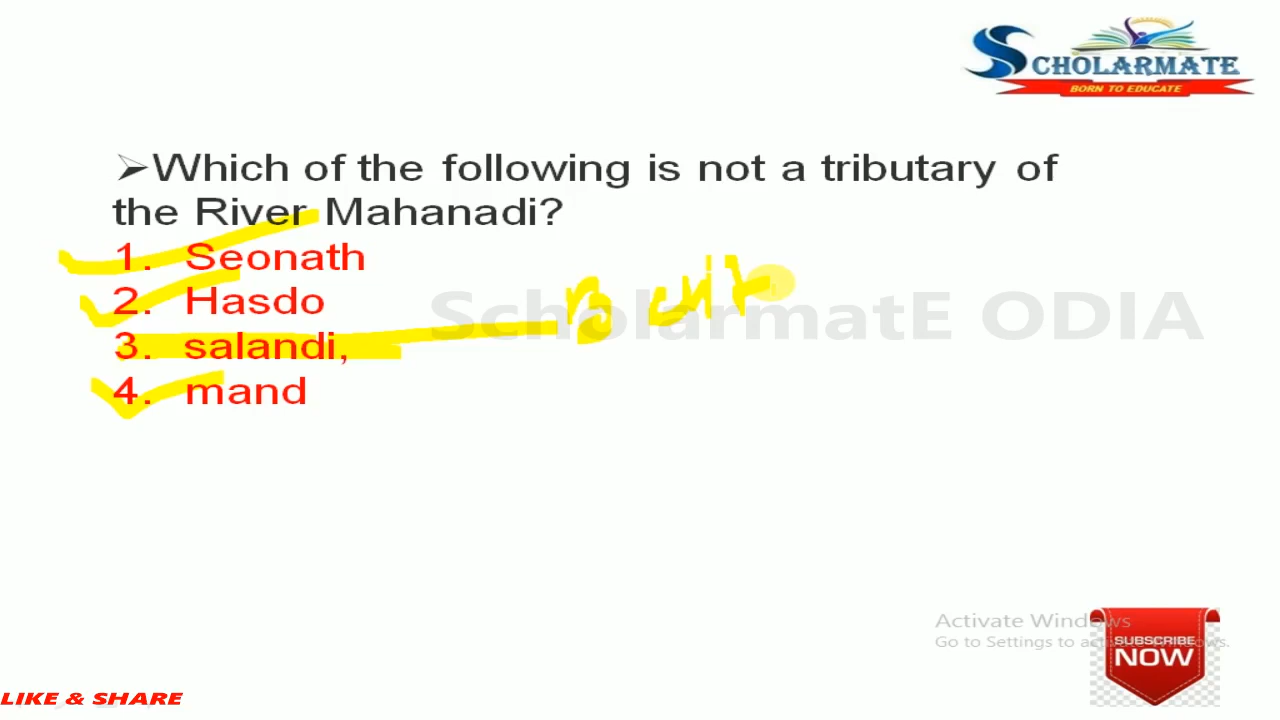 SCHOLARMATE
BORN TO EDUCATE
➢Which of the following is not a tributary of
the River Mahanadi?
1. Seonath
2. Hasdo
3. salandi,
4. mand
ScholarmatE ODIA
Activate Windows
Go to Settings to activate Windows.
SUBSCRIBE
NOW
LIKE & SHARE